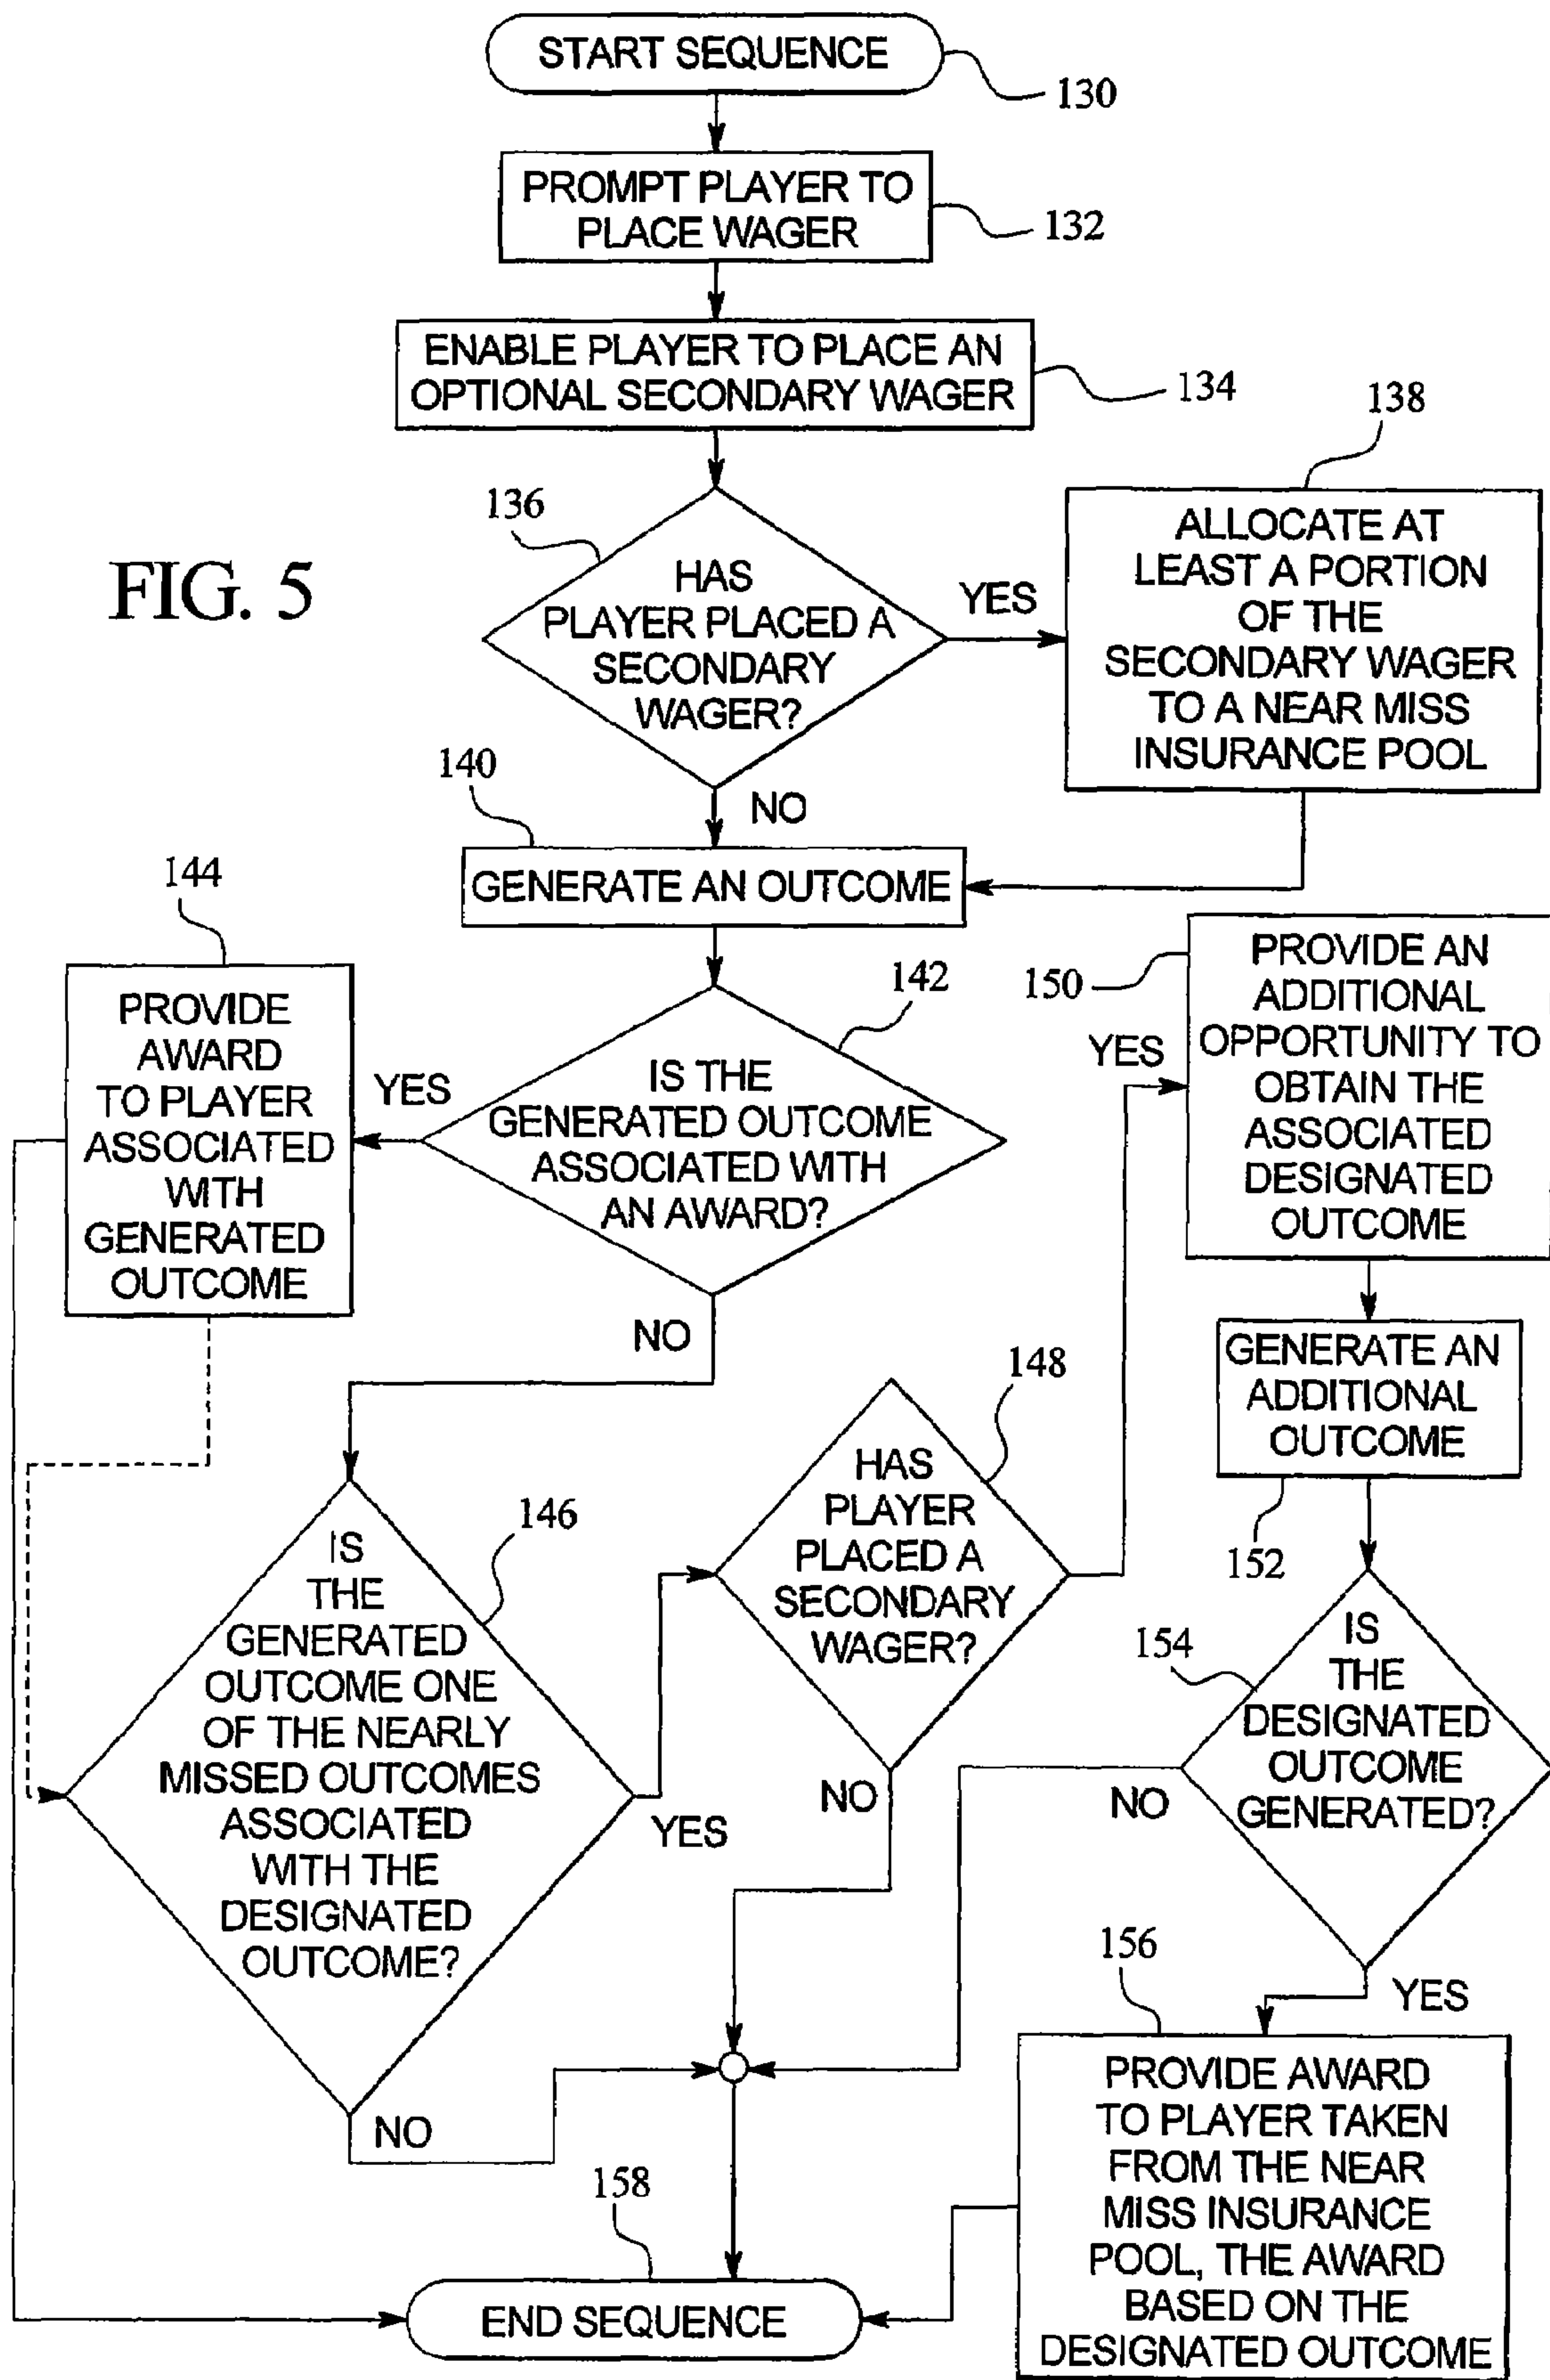 START SEQUENCE
130
PROMPT PLAYER TO
PLACE WAGER
132
ENABLE PLAYER TO PLACE AN
OPTIONAL SECONDARY WAGER
134
138
136
HAS
PLAYER PLACED A
SECONDARY
WAGER?
YES
ALLOCATE AT
LEAST A PORTION
OF THE
SECONDARY WAGER
TO A NEAR MISS
INSURANCE POOL
FIG. 5
NO
140
GENERATE AN OUTCOME
144
PROVIDE
AWARD
TO PLAYER
ASSOCIATED
WITH
GENERATED
OUTCOME
YES
142
IS THE
GENERATED OUTCOME
ASSOCIATED WITH
AN AWARD?
NO
150
YES
PROVIDE AN
ADDITIONAL
OPPORTUNITY TO
OBTAIN THE
ASSOCIATED
DESIGNATED
OUTCOME
GENERATE AN
ADDITIONAL
OUTCOME
152
146
IS
THE
GENERATED
OUTCOME ONE
OF THE NEARLY
MISSED OUTCOMES
ASSOCIATED
WITH THE
DESIGNATED
OUTCOME?
YES
NO
148
HAS
PLAYER
PLACED A
SECONDARY
WAGER?
NO
154
IS
THE
DESIGNATED
OUTCOME
GENERATED?
NO
YES
156
PROVIDE AWARD
TO PLAYER TAKEN
FROM THE NEAR
MISS INSURANCE
POOL, THE AWARD
BASED ON THE
DESIGNATED OUTCOME
158
END SEQUENCE